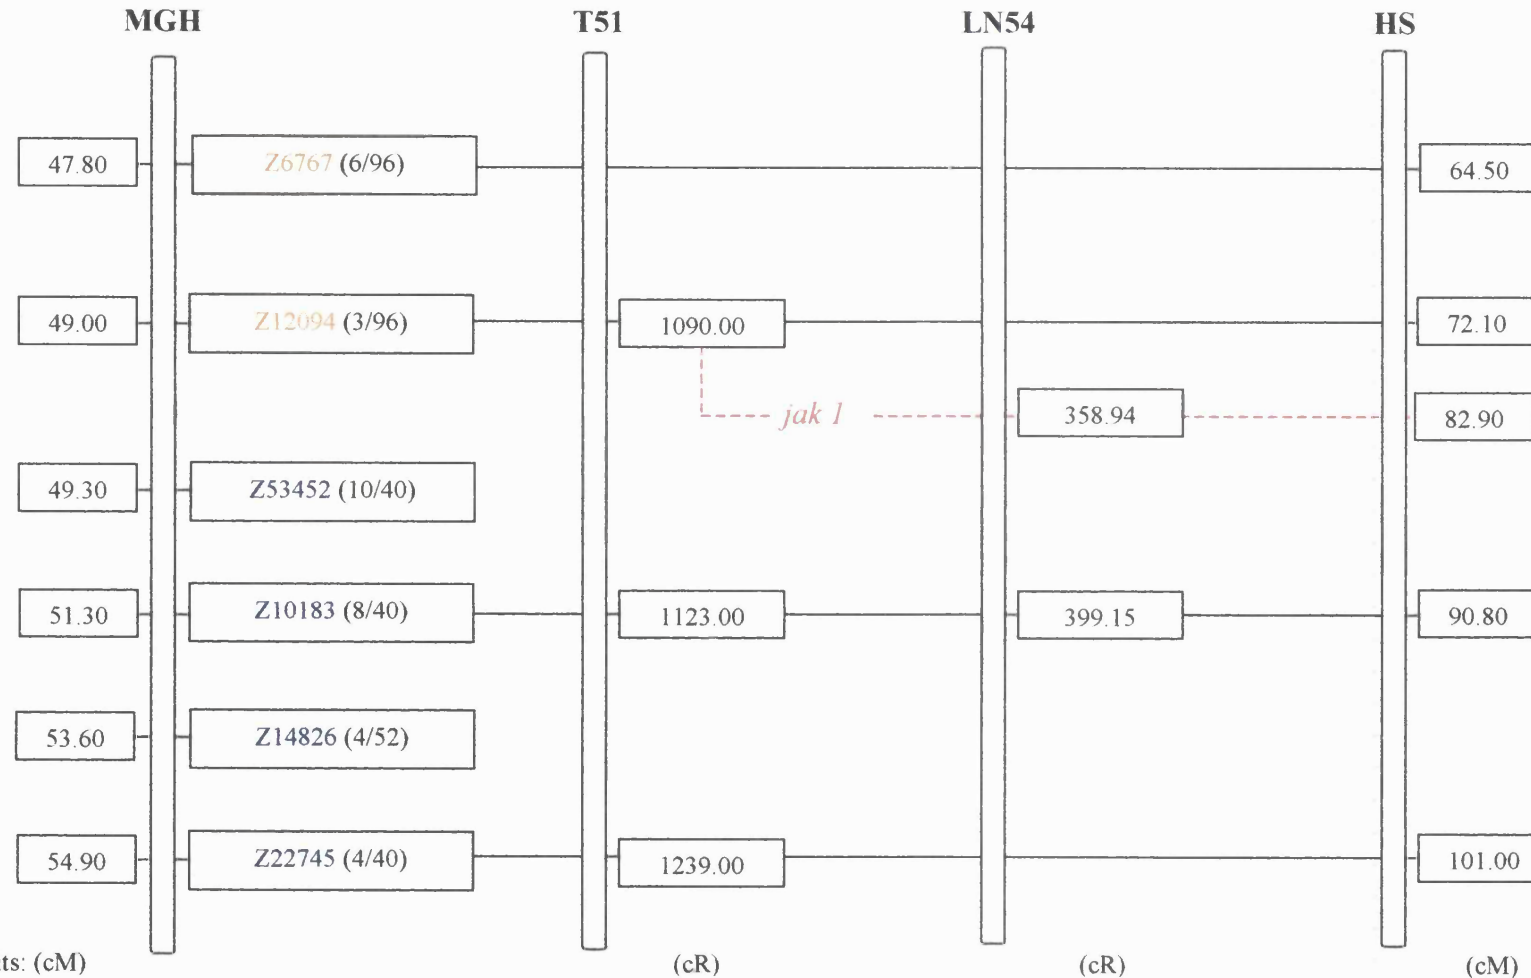 MGH T51 LN54 HS
47.80 Z6767 (6/96) 64.50
49.00 Z12094 (3/96) 1090.00 72.10
jak 1 358.94 82.90
49.30 Z53452 (10/40)
51.30 Z10183 (8/40) 1123.00 399.15 90.80
53.60 Z14826 (4/52)
54.90 Z22745 (4/40) 1239.00 101.00
(cM) (cR) (cR) (cM)